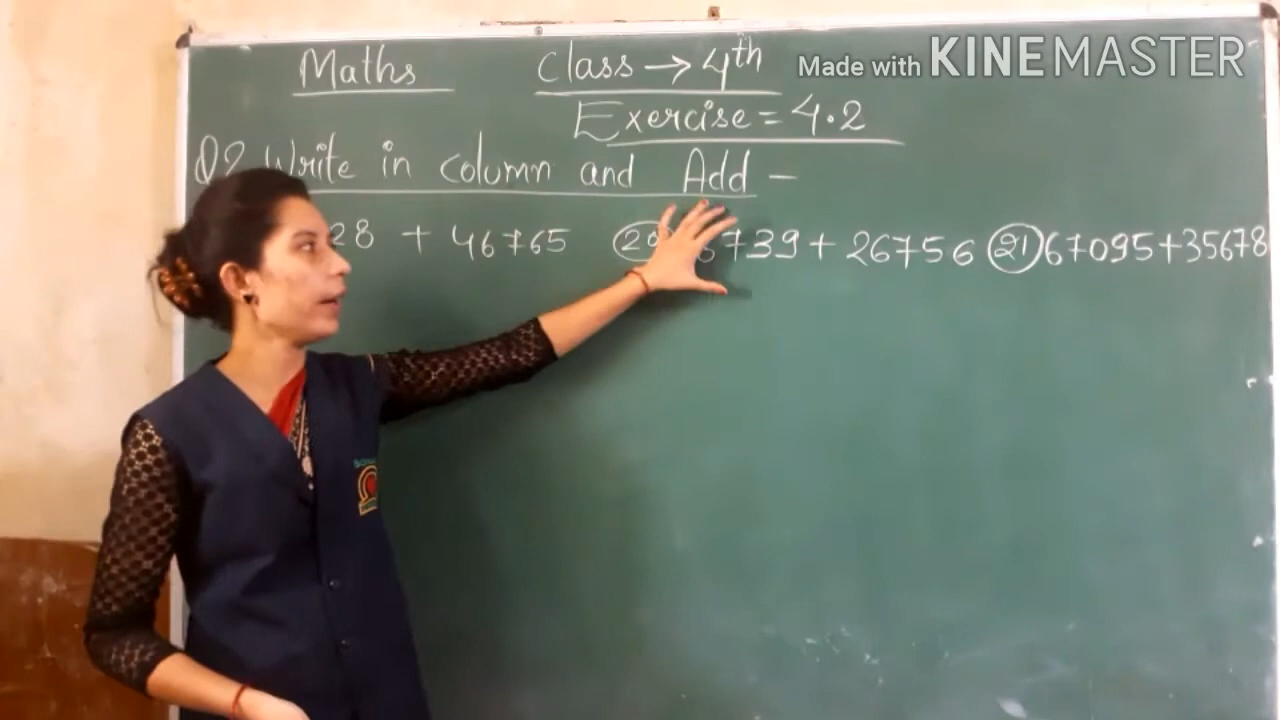 Maths Class → 4th
Made with KINEMASTER
Exercise = 4.2
Q2 Write in column and Add -
28 + 46765 20 739 + 26756 21 67095 + 35678